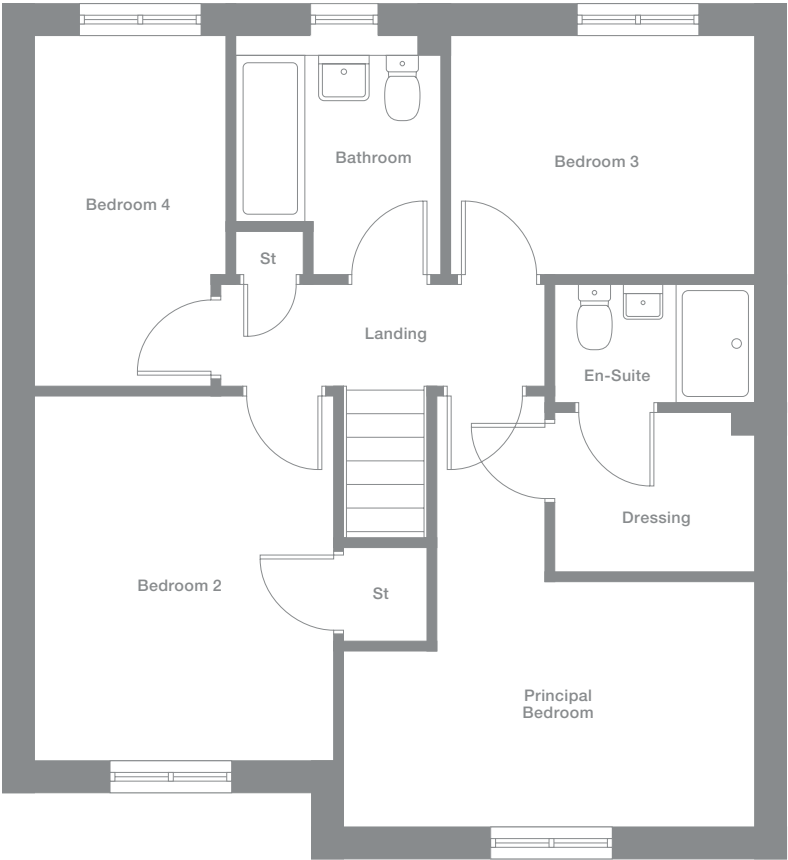 Bathroom
Bedroom 3
Bedroom 4
St
Landing
En-Suite
Dressing
Bedroom 2
St
Principal
Bedroom